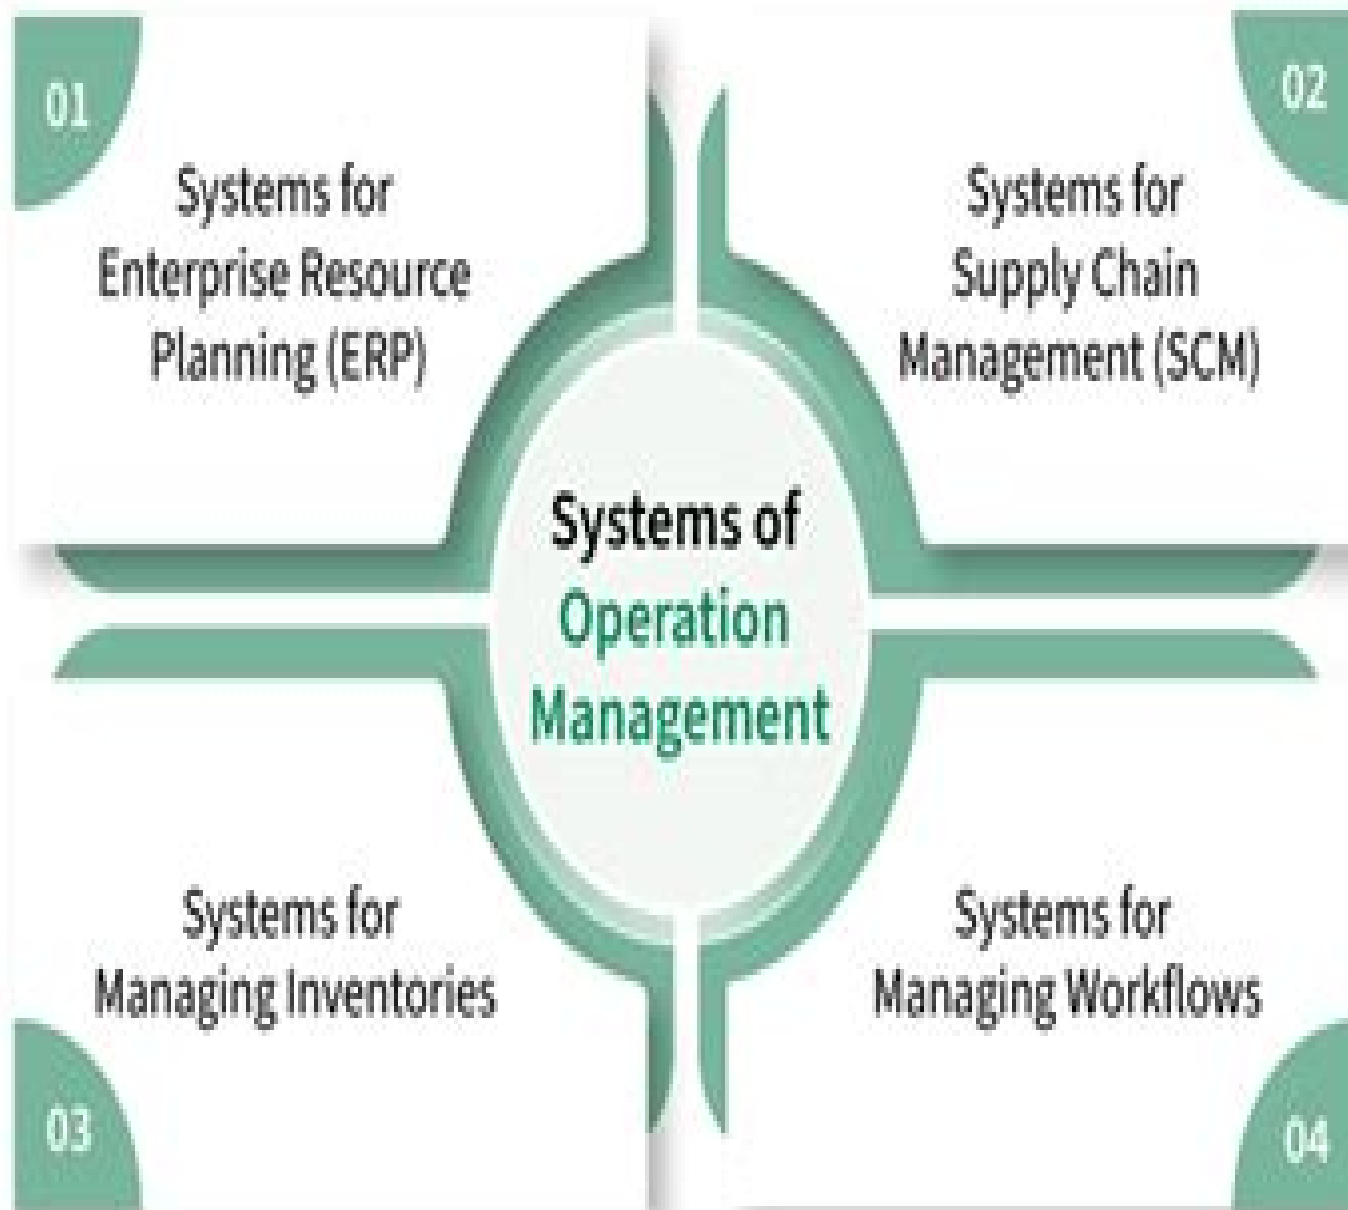 01
Systems for
Enterprise Resource
Planning (ERP)
02
Systems for
Supply Chain
Management (SCM)
Systems of
Operation
Management
Systems for
Managing Inventories
03
Systems for
Managing Workflows
04